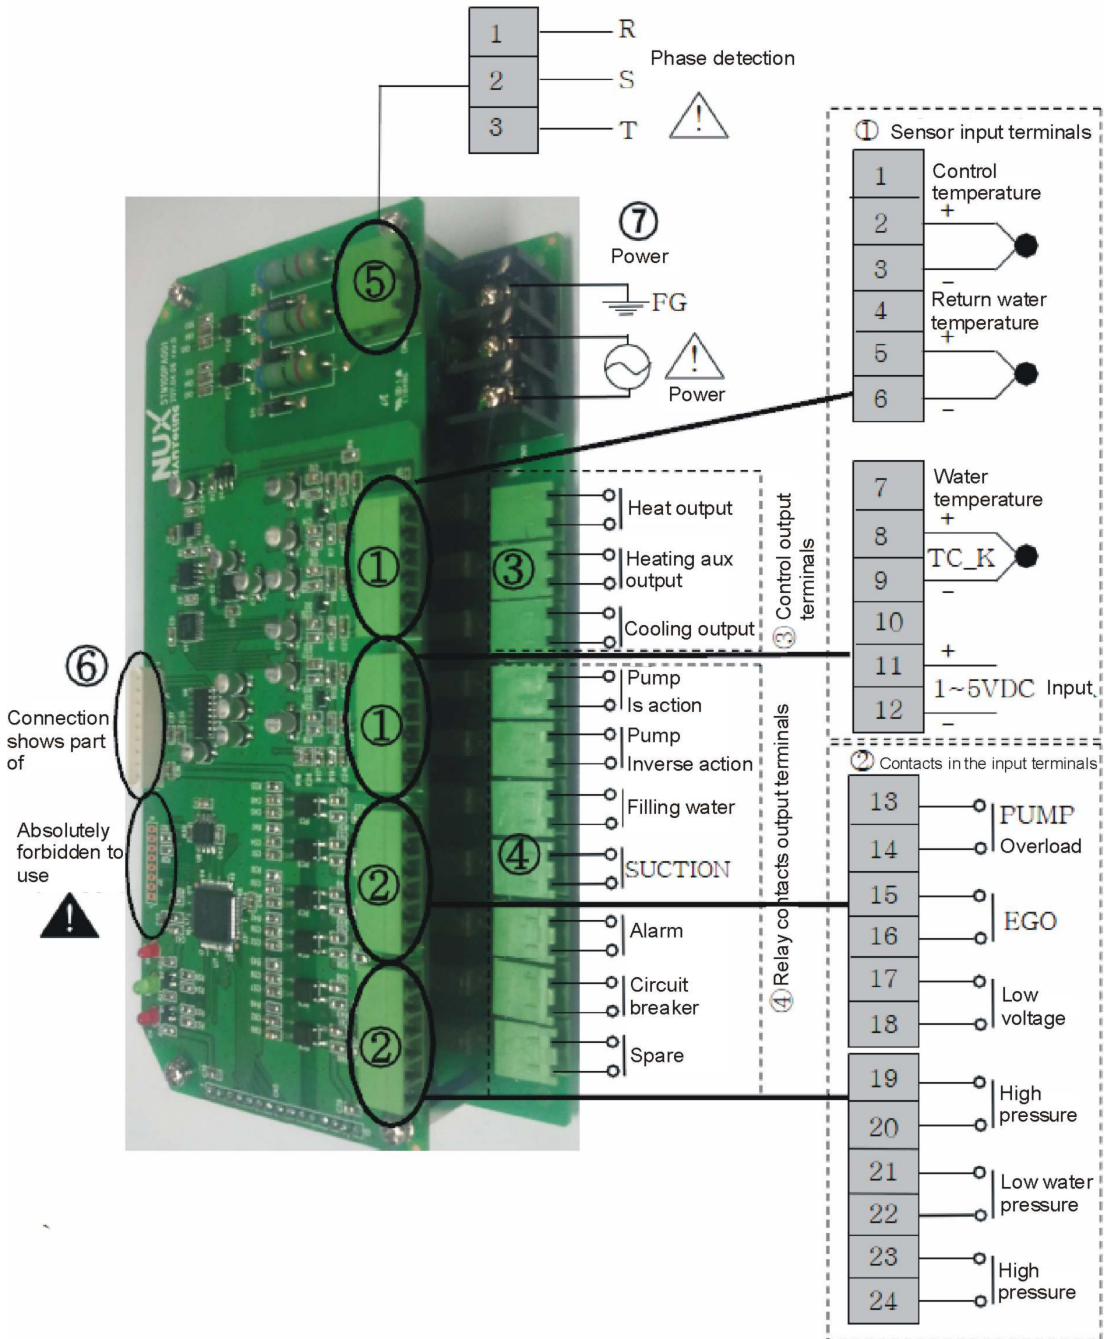 1
R
2
S
3
T
Phase detection
⑦
Power
FG
Power
⑤
NUX
HANYOUNG
STN100PA001
① Sensor input terminals
1
Control
temperature
2
+
3
−
4
Return water
temperature
5
+
6
−
7
Water
temperature
8
+
TC_K
9
−
10
11
+
1~5VDC Input
12
−
③ Control output
terminals
①
③
Heat output
Heating aux
output
Cooling output
④ Relay contacts output terminals
①
②
④
②
Pump
Is action
Pump
Inverse action
Filling water
SUCTION
Alarm
Circuit
breaker
Spare
⑥
Connection
shows part
of
Absolutely
forbidden to
use
② Contacts in the input terminals
13
PUMP
14
Overload
15
EGO
16
17
Low
voltage
18
19
High
pressure
20
21
Low water
pressure
22
23
High
pressure
24